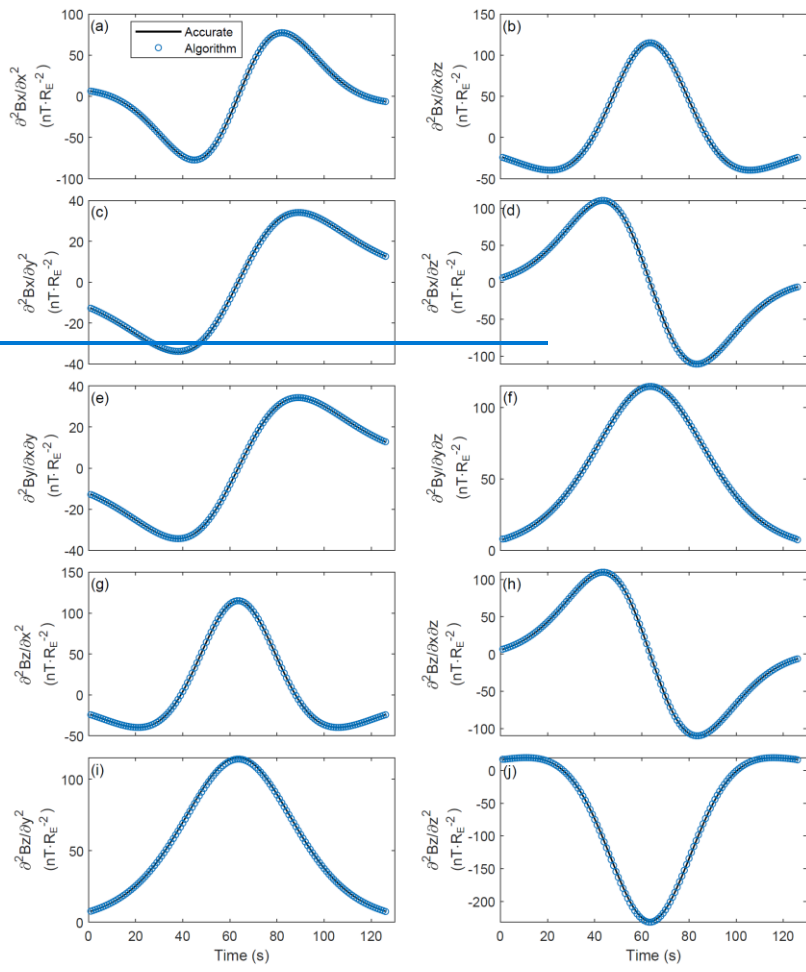 (a)
Accurate
Algorithm
100
50
0
-50
-100
∂²Bx/∂x²
(nT·R_E⁻²)
(b)
150
100
50
0
-50
∂²Bx/∂x∂z
(nT·R_E⁻²)
(c)
40
20
0
-20
-40
∂²Bx/∂y²
(nT·R_E⁻²)
(d)
100
50
0
-50
-100
∂²Bx/∂z²
(nT·R_E⁻²)
(e)
40
20
0
-20
-40
∂²By/∂x∂y
(nT·R_E⁻²)
(f)
100
50
0
∂²By/∂y∂z
(nT·R_E⁻²)
(g)
150
100
50
0
-50
∂²Bz/∂x²
(nT·R_E⁻²)
(h)
100
50
0
-50
-100
∂²Bz/∂x∂z
(nT·R_E⁻²)
(i)
100
50
0
∂²Bz/∂y²
(nT·R_E⁻²)
0 20 40 60 80 100 120
Time (s)
(j)
0
-50
-100
-150
-200
∂²Bz/∂z²
(nT·R_E⁻²)
0 20 40 60 80 100 120
Time (s)